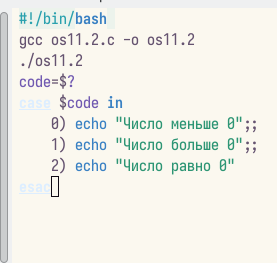 #!/bin/bash
gcc os11.2.c -o os11.2
./os11.2
code=$?
case $code in
    0) echo "Число меньше 0";;
    1) echo "Число больше 0";;
    2) echo "Число равно 0"
esac